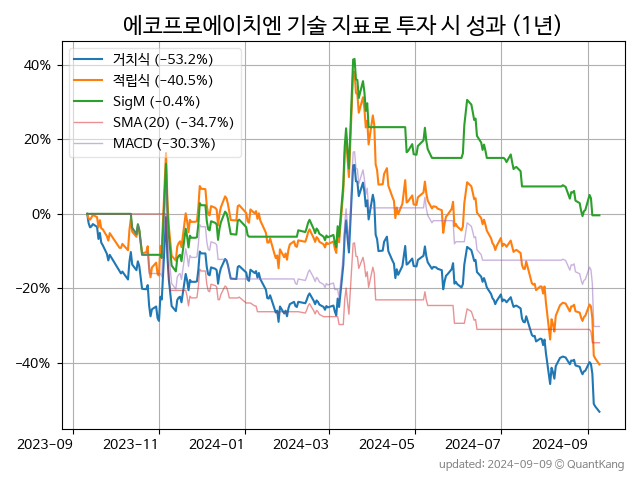 에코프로에이치엔 기술 지표로 투자 시 성과 (1년)
거치식 (−53.2%)
적립식 (−40.5%)
SigM (−0.4%)
SMA(20) (−34.7%)
MACD (−30.3%)
40%
20%
0%
−20%
−40%
2023-09 2023-11 2024-01 2024-03 2024-05 2024-07 2024-09
updated: 2024-09-09 © QuantKang